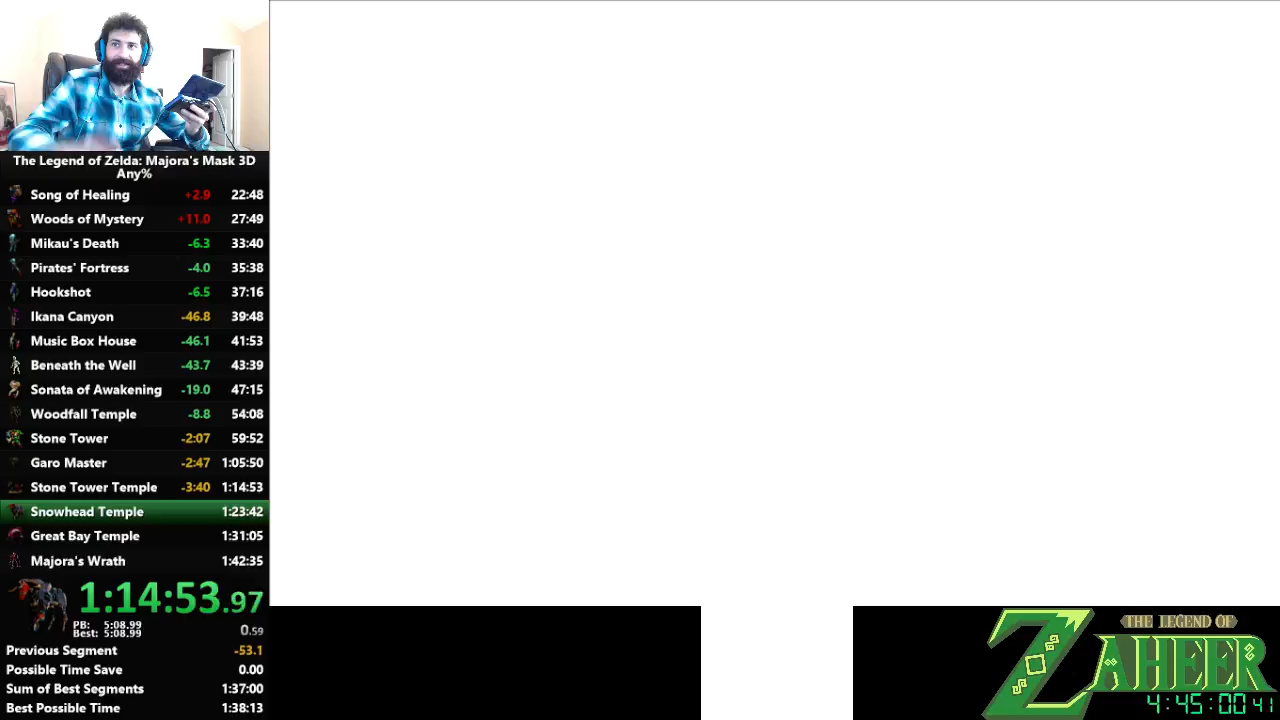 The Legend of Zelda: Majora's Mask 3D
Any%
Song of Healing +2.9 22:48
Woods of Mystery +11.0 27:49
Mikau's Death -6.3 33:40
Pirates' Fortress -4.0 35:38
Hookshot -6.5 37:16
Ikana Canyon -46.8 39:48
Music Box House -46.1 41:53
Beneath the Well -43.7 43:39
Sonata of Awakening -19.0 47:15
Woodfall Temple -8.8 54:08
Stone Tower -2:07 59:52
Garo Master -2:47 1:05:50
Stone Tower Temple -3:40 1:14:53
Snowhead Temple 1:23:42
Great Bay Temple 1:31:05
Majora's Wrath 1:42:35
1:14:53.97
PB: 5:08.99
Best: 5:08.99
0.59
Previous Segment -53.1
Possible Time Save 0.00
Sum of Best Segments 1:37:00
Best Possible Time 1:38:13
THE LEGEND OF
ZAHEER
4:45:00 41